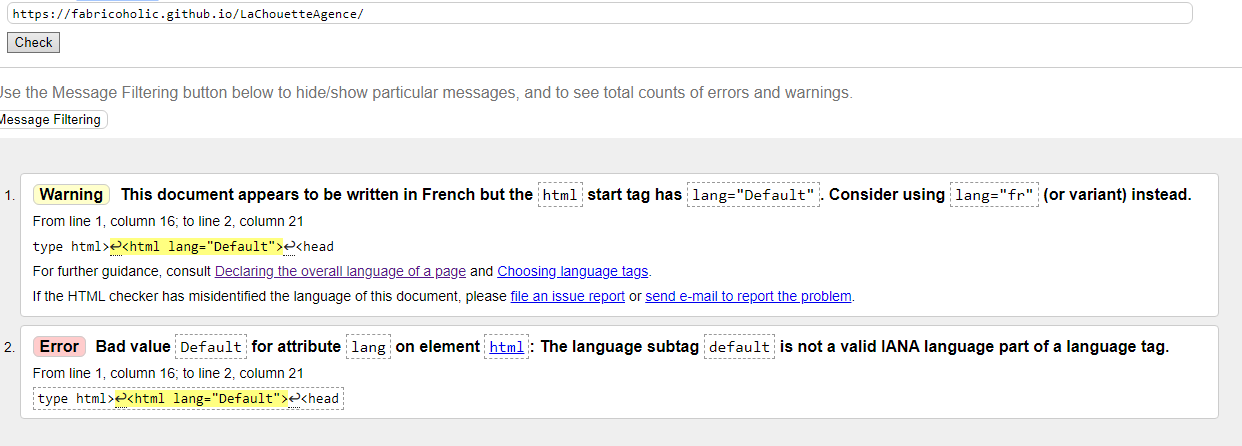 https://fabricoholic.github.io/LaChouetteAgence/
Check
Use the Message Filtering button below to hide/show particular messages, and to see total counts of errors and warnings.
Message Filtering
1. Warning This document appears to be written in French but the html start tag has lang="Default". Consider using lang="fr" (or variant) instead.
From line 1, column 16; to line 2, column 21
type html>↩<html lang="Default">↩<head
For further guidance, consult Declaring the overall language of a page and Choosing language tags.
If the HTML checker has misidentified the language of this document, please file an issue report or send e-mail to report the problem.
2. Error Bad value Default for attribute lang on element html: The language subtag default is not a valid IANA language part of a language tag.
From line 1, column 16; to line 2, column 21
type html>↩<html lang="Default">↩<head